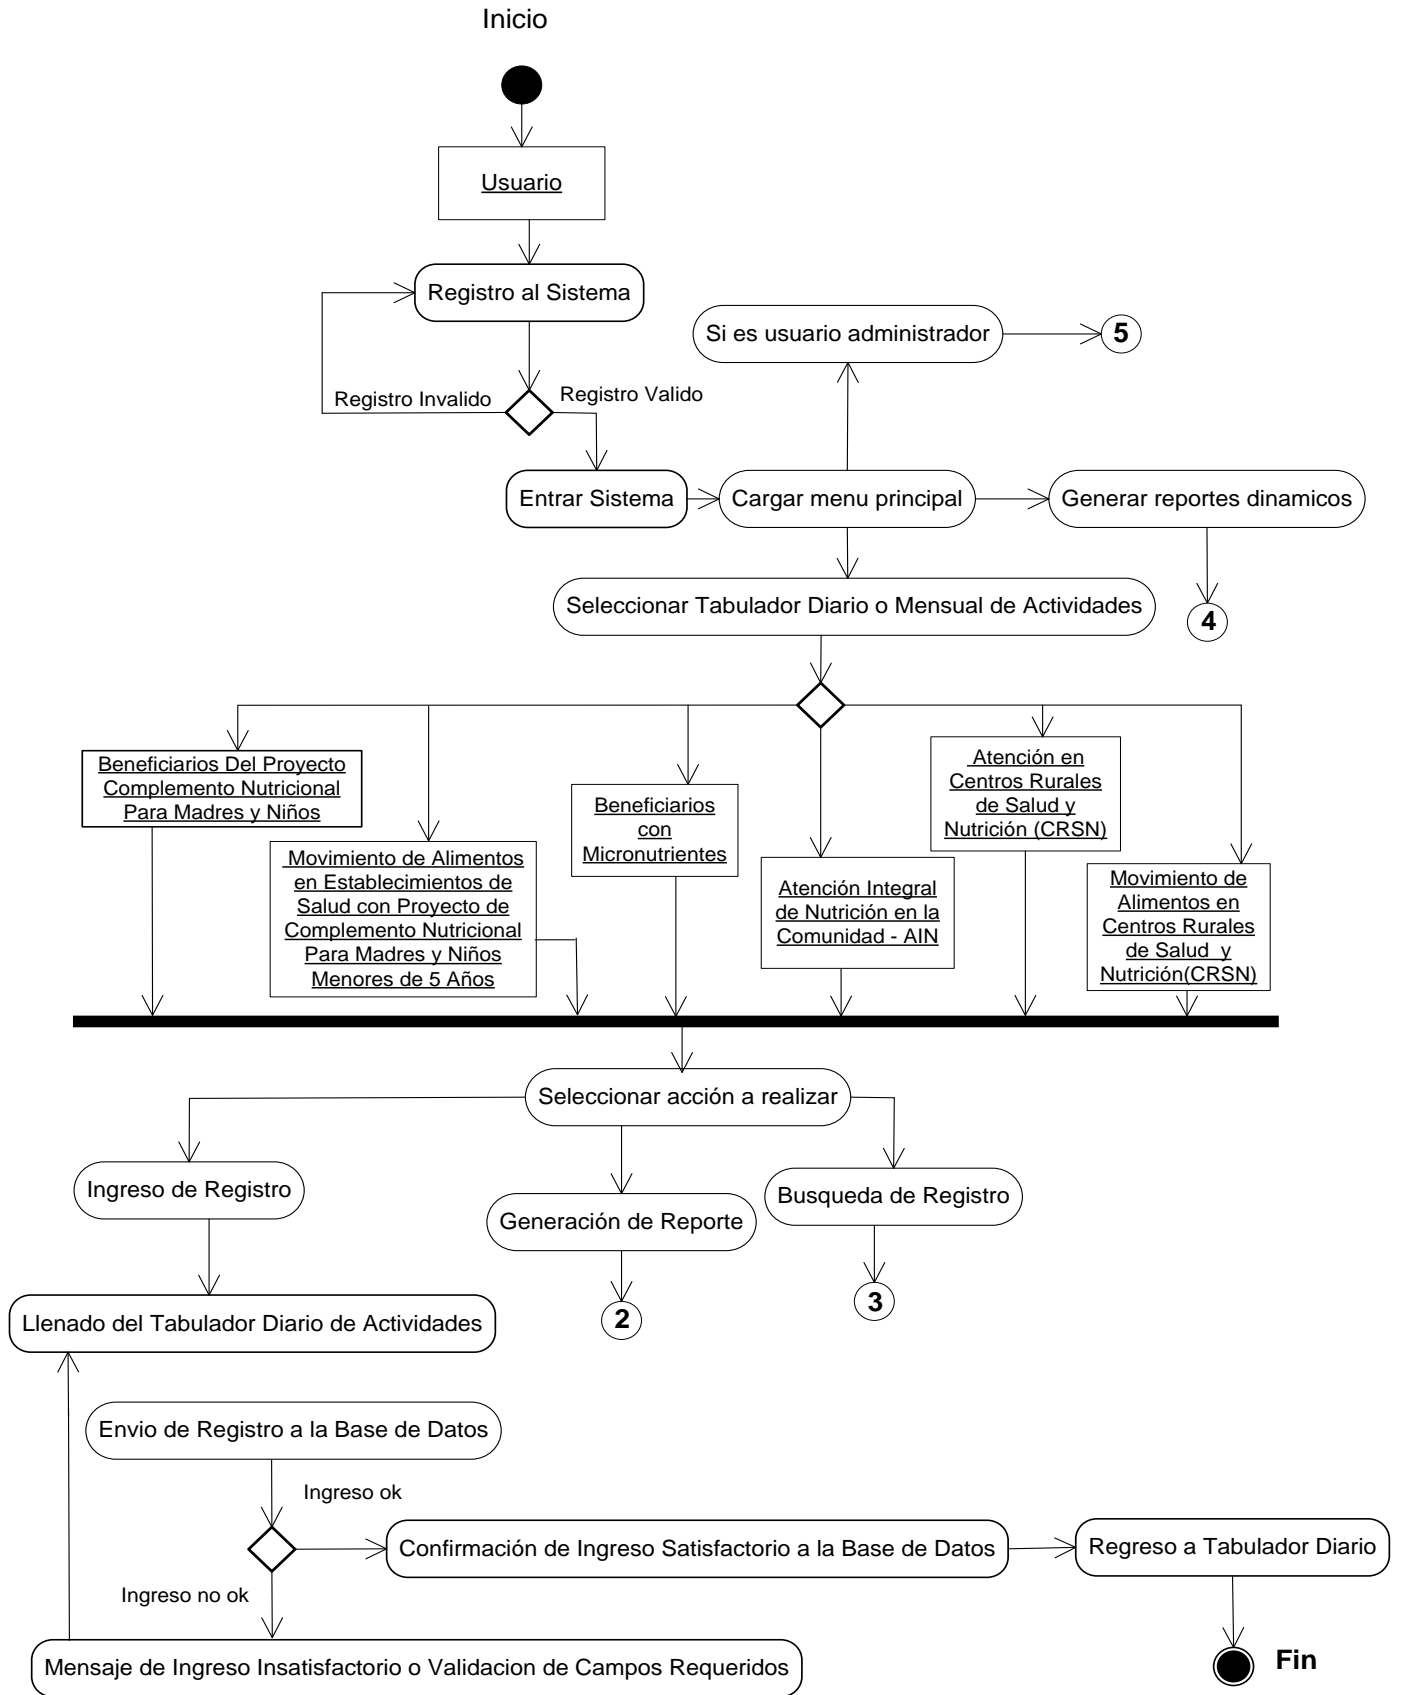 Inicio
Usuario
Registro al Sistema
Si es usuario administrador
5
Registro Invalido
Registro Valido
Entrar Sistema
Cargar menu principal
Generar reportes dinamicos
Seleccionar Tabulador Diario o Mensual de Actividades
4
Beneficiarios Del Proyecto
Complemento Nutricional
Para Madres y Niños
Movimiento de Alimentos
en Establecimientos de
Salud con Proyecto de
Complemento Nutricional
Para Madres y Niños
Menores de 5 Años
Beneficiarios
con
Micronutrientes
Atención Integral
de Nutrición en la
Comunidad - AIN
Atención en
Centros Rurales
de Salud y
Nutrición (CRSN)
Movimiento de
Alimentos en
Centros Rurales
de Salud  y
Nutrición(CRSN)
Seleccionar acción a realizar
Ingreso de Registro
Generación de Reporte
Busqueda de Registro
2
3
Llenado del Tabulador Diario de Actividades
Envio de Registro a la Base de Datos
Ingreso ok
Confirmación de Ingreso Satisfactorio a la Base de Datos
Regreso a Tabulador Diario
Ingreso no ok
Mensaje de Ingreso Insatisfactorio o Validacion de Campos Requeridos
Fin